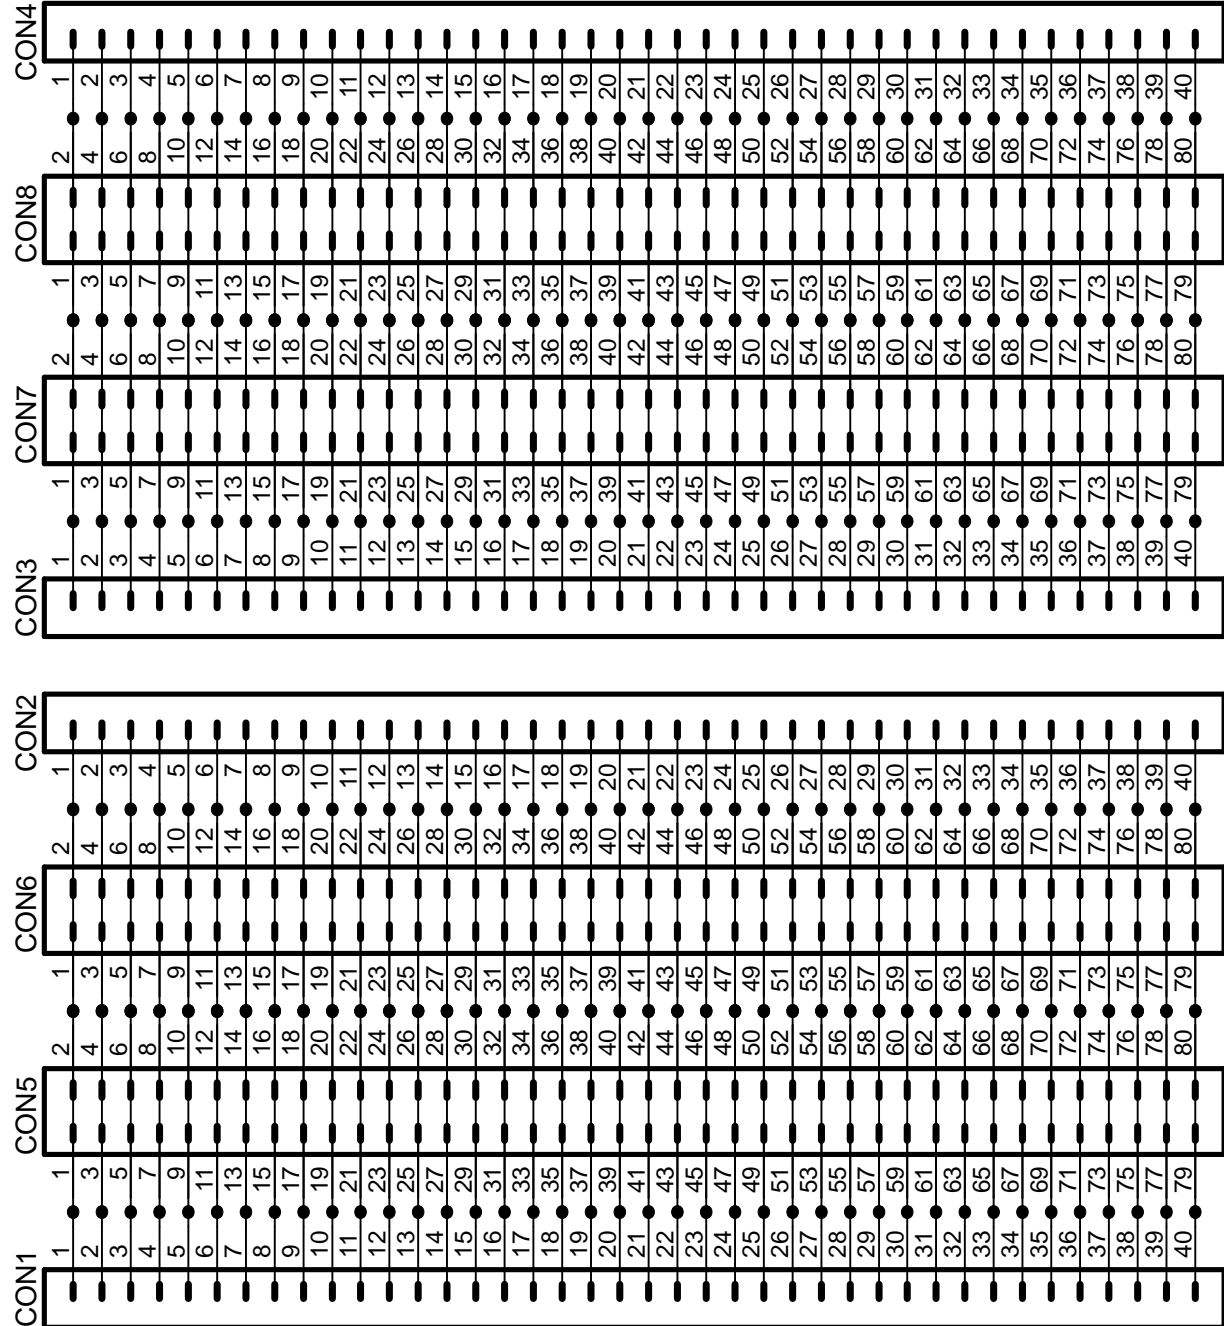 CON1 CON5 CON6 CON2 CON3 CON7 CON8 CON4
1 1 2 1 2 1 1 1 2 1 2 1
2 3 4 3 4 2 2 3 4 3 4 2
3 5 6 5 6 3 3 5 6 5 6 3
4 7 8 7 8 4 4 7 8 7 8 4
5 9 10 9 10 5 5 9 10 9 10 5
6 11 12 11 12 6 6 11 12 11 12 6
7 13 14 13 14 7 7 13 14 13 14 7
8 15 16 15 16 8 8 15 16 15 16 8
9 17 18 17 18 9 9 17 18 17 18 9
10 19 20 19 20 10 10 19 20 19 20 10
11 21 22 21 22 11 11 21 22 21 22 11
12 23 24 23 24 12 12 23 24 23 24 12
13 25 26 25 26 13 13 25 26 25 26 13
14 27 28 27 28 14 14 27 28 27 28 14
15 29 30 29 30 15 15 29 30 29 30 15
16 31 32 31 32 16 16 31 32 31 32 16
17 33 34 33 34 17 17 33 34 33 34 17
18 35 36 35 36 18 18 35 36 35 36 18
19 37 38 37 38 19 19 37 38 37 38 19
20 39 40 39 40 20 20 39 40 39 40 20
21 41 42 41 42 21 21 41 42 41 42 21
22 43 44 43 44 22 22 43 44 43 44 22
23 45 46 45 46 23 23 45 46 45 46 23
24 47 48 47 48 24 24 47 48 47 48 24
25 49 50 49 50 25 25 49 50 49 50 25
26 51 52 51 52 26 26 51 52 51 52 26
27 53 54 53 54 27 27 53 54 53 54 27
28 55 56 55 56 28 28 55 56 55 56 28
29 57 58 57 58 29 29 57 58 57 58 29
30 59 60 59 60 30 30 59 60 59 60 30
31 61 62 61 62 31 31 61 62 61 62 31
32 63 64 63 64 32 32 63 64 63 64 32
33 65 66 65 66 33 33 65 66 65 66 33
34 67 68 67 68 34 34 67 68 67 68 34
35 69 70 69 70 35 35 69 70 69 70 35
36 71 72 71 72 36 36 71 72 71 72 36
37 73 74 73 74 37 37 73 74 73 74 37
38 75 76 75 76 38 38 75 76 75 76 38
39 77 78 77 78 39 39 77 78 77 78 39
40 79 80 79 80 40 40 79 80 79 80 40